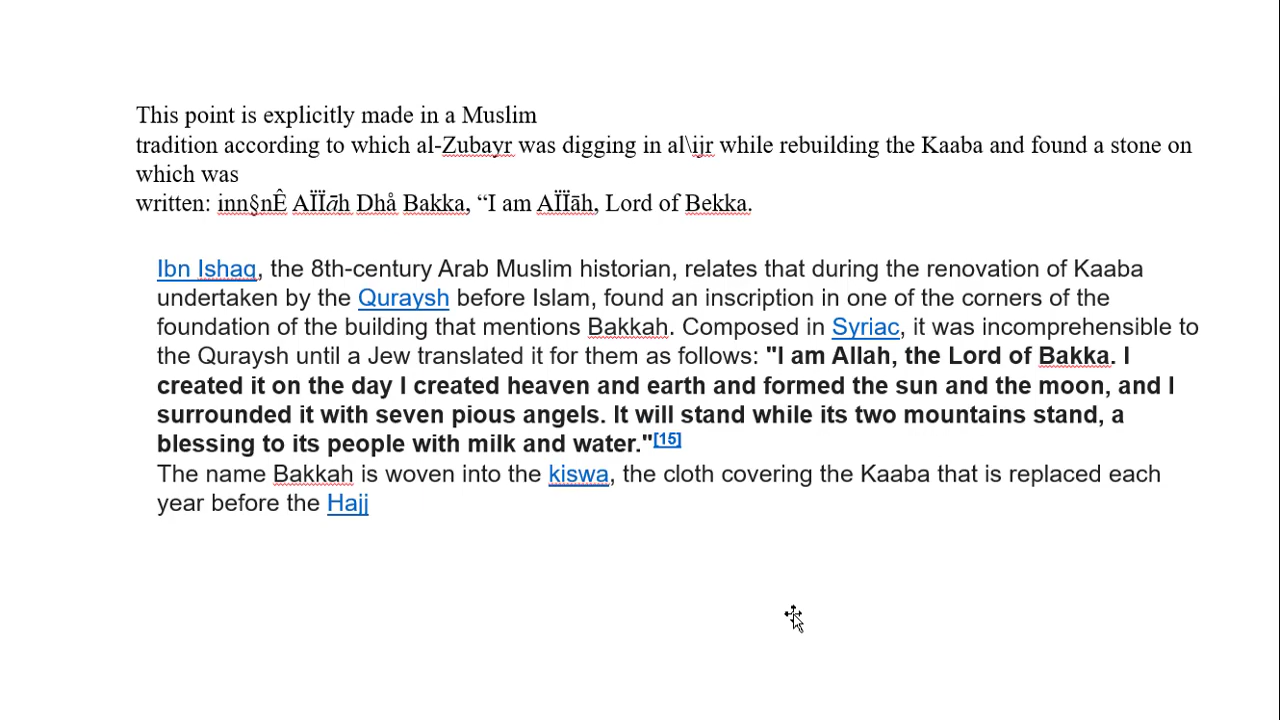 This point is explicitly made in a Muslim
tradition according to which al-Zubayr was digging in al\ijr while rebuilding the Kaaba and found a stone on
which was
written: inn§nÊ AÏÏāh Dhå Bakka, “I am AÏÏāh, Lord of Bekka.
Ibn Ishaq, the 8th-century Arab Muslim historian, relates that during the renovation of Kaaba
undertaken by the Quraysh before Islam, found an inscription in one of the corners of the
foundation of the building that mentions Bakkah. Composed in Syriac, it was incomprehensible to
the Quraysh until a Jew translated it for them as follows: "I am Allah, the Lord of Bakka. I
created it on the day I created heaven and earth and formed the sun and the moon, and I
surrounded it with seven pious angels. It will stand while its two mountains stand, a
blessing to its people with milk and water."[15]
The name Bakkah is woven into the kiswa, the cloth covering the Kaaba that is replaced each
year before the Hajj